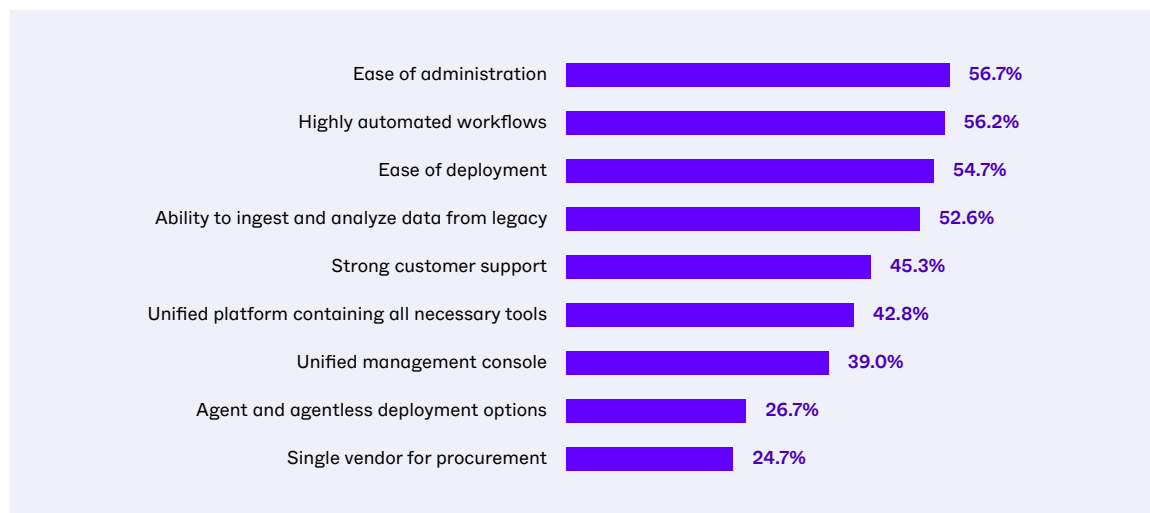 Ease of administration 56.7%
Highly automated workflows 56.2%
Ease of deployment 54.7%
Ability to ingest and analyze data from legacy 52.6%
Strong customer support 45.3%
Unified platform containing all necessary tools 42.8%
Unified management console 39.0%
Agent and agentless deployment options 26.7%
Single vendor for procurement 24.7%